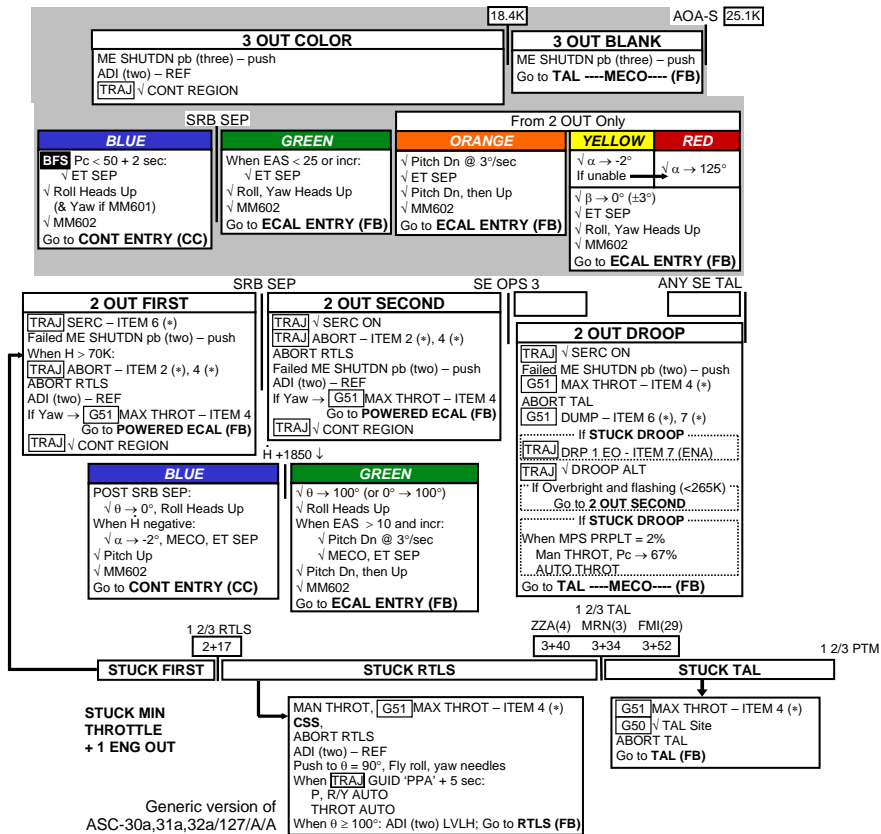 18.4K
AOA-S 25.1K
3 OUT COLOR
ME SHUTDN pb (three) – push
ADI (two) – REF
TRAJ √ CONT REGION
3 OUT BLANK
ME SHUTDN pb (three) – push
Go to TAL ----MECO---- (FB)
SRB SEP
From 2 OUT Only
BLUE
BFS Pc < 50 + 2 sec:
√ ET SEP
√ Roll Heads Up
(& Yaw if MM601)
√ MM602
Go to CONT ENTRY (CC)
GREEN
When EAS < 25 or incr:
√ ET SEP
√ Roll, Yaw Heads Up
√ MM602
Go to ECAL ENTRY (FB)
ORANGE
√ Pitch Dn @ 3°/sec
√ ET SEP
√ Pitch Dn, then Up
√ MM602
Go to ECAL ENTRY (FB)
YELLOW
√ α → -2°
If unable
RED
√ α → 125°
√ β → 0° (±3°)
√ ET SEP
√ Roll, Yaw Heads Up
√ MM602
Go to ECAL ENTRY (FB)
SRB SEP
SE OPS 3
ANY SE TAL
2 OUT FIRST
TRAJ SERC – ITEM 6 (∗)
Failed ME SHUTDN pb (two) – push
When H > 70K:
TRAJ ABORT – ITEM 2 (∗), 4 (∗)
ABORT RTLS
ADI (two) – REF
If Yaw → G51 MAX THROT – ITEM 4
Go to POWERED ECAL (FB)
TRAJ √ CONT REGION
2 OUT SECOND
TRAJ √ SERC ON
TRAJ ABORT – ITEM 2 (∗), 4 (∗)
ABORT RTLS
Failed ME SHUTDN pb (two) – push
ADI (two) – REF
If Yaw → G51 MAX THROT – ITEM 4
Go to POWERED ECAL (FB)
TRAJ √ CONT REGION
2 OUT DROOP
TRAJ √ SERC ON
Failed ME SHUTDN pb (two) – push
G51 MAX THROT – ITEM 4 (∗)
ABORT TAL
G51 DUMP – ITEM 6 (∗), 7 (∗)
If STUCK DROOP
TRAJ DRP 1 EO - ITEM 7 (ENA)
TRAJ √ DROOP ALT
If Overbright and flashing (<265K)
Go to 2 OUT SECOND
If STUCK DROOP
When MPS PRPLT = 2%
Man THROT, Pc → 67%
AUTO THROT
Go to TAL ----MECO---- (FB)
Ḣ +1850 ↓
BLUE
POST SRB SEP:
√ θ → 0°, Roll Heads Up
When Ḣ negative:
√ α → -2°, MECO, ET SEP
√ Pitch Up
√ MM602
Go to CONT ENTRY (CC)
GREEN
√ θ → 100° (or 0° → 100°)
√ Roll Heads Up
When EAS > 10 and incr:
√ Pitch Dn @ 3°/sec
√ MECO, ET SEP
√ Pitch Dn, then Up
√ MM602
Go to ECAL ENTRY (FB)
1 2/3 RTLS
2+17
1 2/3 TAL
ZZA(4) MRN(3) FMI(29)
3+40 3+34 3+52
1 2/3 PTM
STUCK FIRST
STUCK RTLS
STUCK TAL
STUCK MIN
THROTTLE
+ 1 ENG OUT
MAN THROT, G51 MAX THROT – ITEM 4 (∗)
CSS,
ABORT RTLS
ADI (two) – REF
Push to θ = 90°, Fly roll, yaw needles
When TRAJ GUID 'PPA' + 5 sec:
P, R/Y AUTO
THROT AUTO
When θ ≥ 100°: ADI (two) LVLH; Go to RTLS (FB)
G51 MAX THROT – ITEM 4 (∗)
G50 √ TAL Site
ABORT TAL
Go to TAL (FB)
Generic version of
ASC-30a,31a,32a/127/A/A